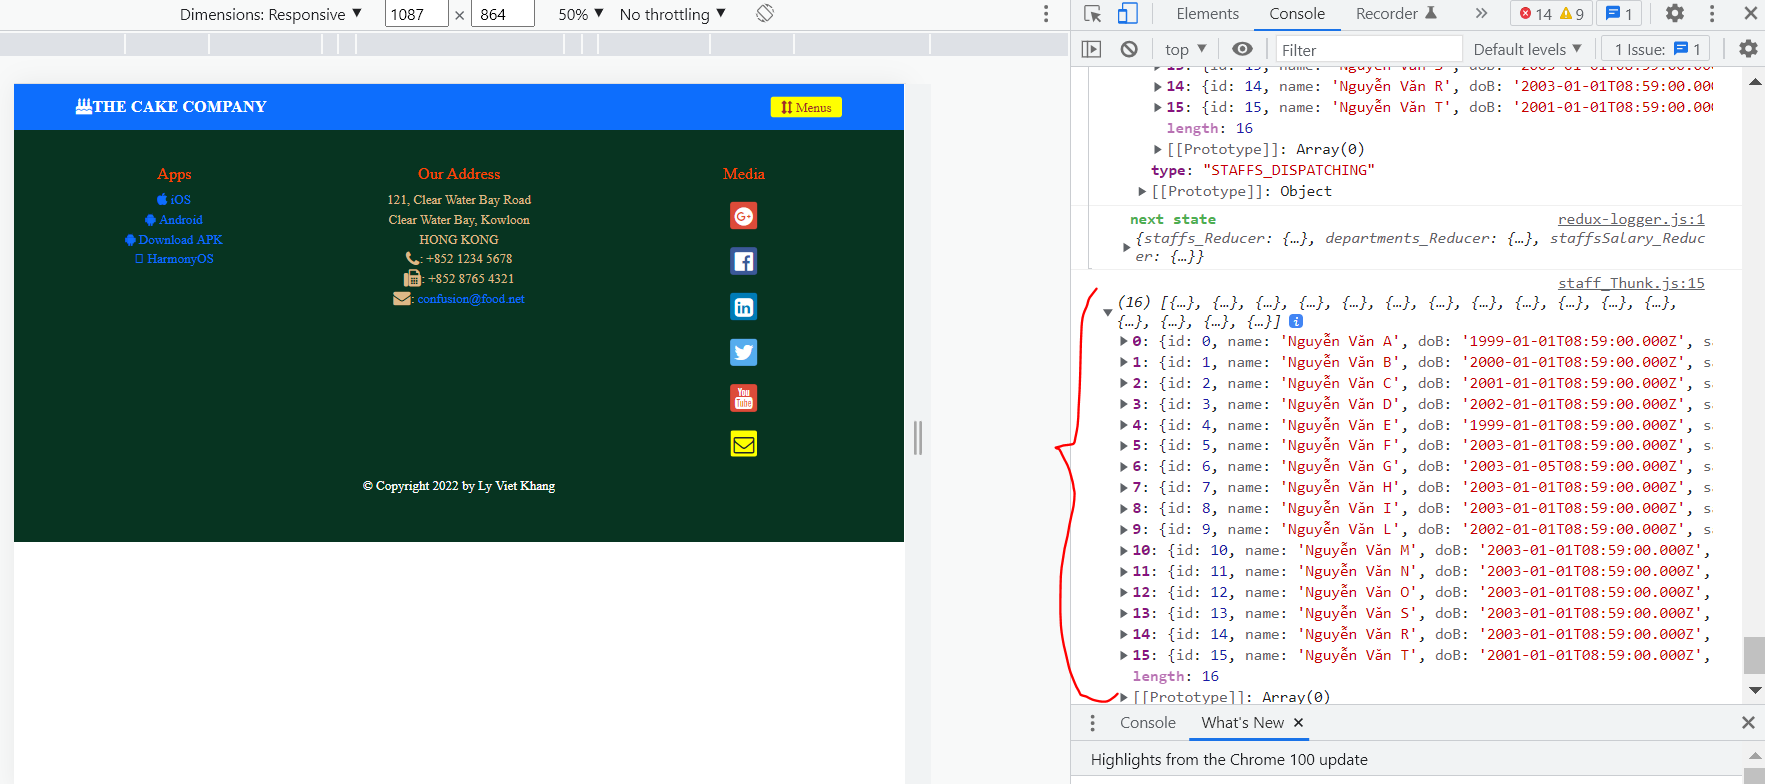 Dimensions: Responsive ▼ 1087 × 864 50% ▼ No throttling ▼
THE CAKE COMPANY
Menus
Apps
iOS
Android
Download APK
HarmonyOS
Our Address
121, Clear Water Bay Road
Clear Water Bay, Kowloon
HONG KONG
: +852 1234 5678
: +852 8765 4321
: confusion@food.net
Media
You
Tube
© Copyright 2022 by Ly Viet Khang
Elements Console Recorder » 14 9 1
top ▼ Filter Default levels ▼ 1 Issue: 1
▶14: {id: 14, name: 'Nguyễn Văn R', doB: '2003-01-01T08:59:00.00
▶15: {id: 15, name: 'Nguyễn Văn T', doB: '2001-01-01T08:59:00.00
length: 16
▶[[Prototype]]: Array(0)
type: "STAFFS_DISPATCHING"
▶[[Prototype]]: Object
next state redux-logger.js:1
{staffs_Reducer: {…}, departments_Reducer: {…}, staffsSalary_Reduc
▶er: {…}}
staff_Thunk.js:15
(16) [{…}, {…}, {…}, {…}, {…}, {…}, {…}, {…}, {…}, {…}, {…}, {…},
▼{…}, {…}, {…}, {…}] i
▶0: {id: 0, name: 'Nguyễn Văn A', doB: '1999-01-01T08:59:00.000Z', s
▶1: {id: 1, name: 'Nguyễn Văn B', doB: '2000-01-01T08:59:00.000Z', s
▶2: {id: 2, name: 'Nguyễn Văn C', doB: '2001-01-01T08:59:00.000Z', s
▶3: {id: 3, name: 'Nguyễn Văn D', doB: '2002-01-01T08:59:00.000Z', s
▶4: {id: 4, name: 'Nguyễn Văn E', doB: '1999-01-01T08:59:00.000Z', s
▶5: {id: 5, name: 'Nguyễn Văn F', doB: '2003-01-01T08:59:00.000Z', s
▶6: {id: 6, name: 'Nguyễn Văn G', doB: '2003-01-05T08:59:00.000Z', s
▶7: {id: 7, name: 'Nguyễn Văn H', doB: '2003-01-01T08:59:00.000Z', s
▶8: {id: 8, name: 'Nguyễn Văn I', doB: '2003-01-01T08:59:00.000Z', s
▶9: {id: 9, name: 'Nguyễn Văn L', doB: '2002-01-01T08:59:00.000Z', s
▶10: {id: 10, name: 'Nguyễn Văn M', doB: '2003-01-01T08:59:00.000Z',
▶11: {id: 11, name: 'Nguyễn Văn N', doB: '2003-01-01T08:59:00.000Z',
▶12: {id: 12, name: 'Nguyễn Văn O', doB: '2003-01-01T08:59:00.000Z',
▶13: {id: 13, name: 'Nguyễn Văn S', doB: '2003-01-01T08:59:00.000Z',
▶14: {id: 14, name: 'Nguyễn Văn R', doB: '2003-01-01T08:59:00.000Z',
▶15: {id: 15, name: 'Nguyễn Văn T', doB: '2001-01-01T08:59:00.000Z',
length: 16
▶[[Prototype]]: Array(0)
Console What's New ×
Highlights from the Chrome 100 update